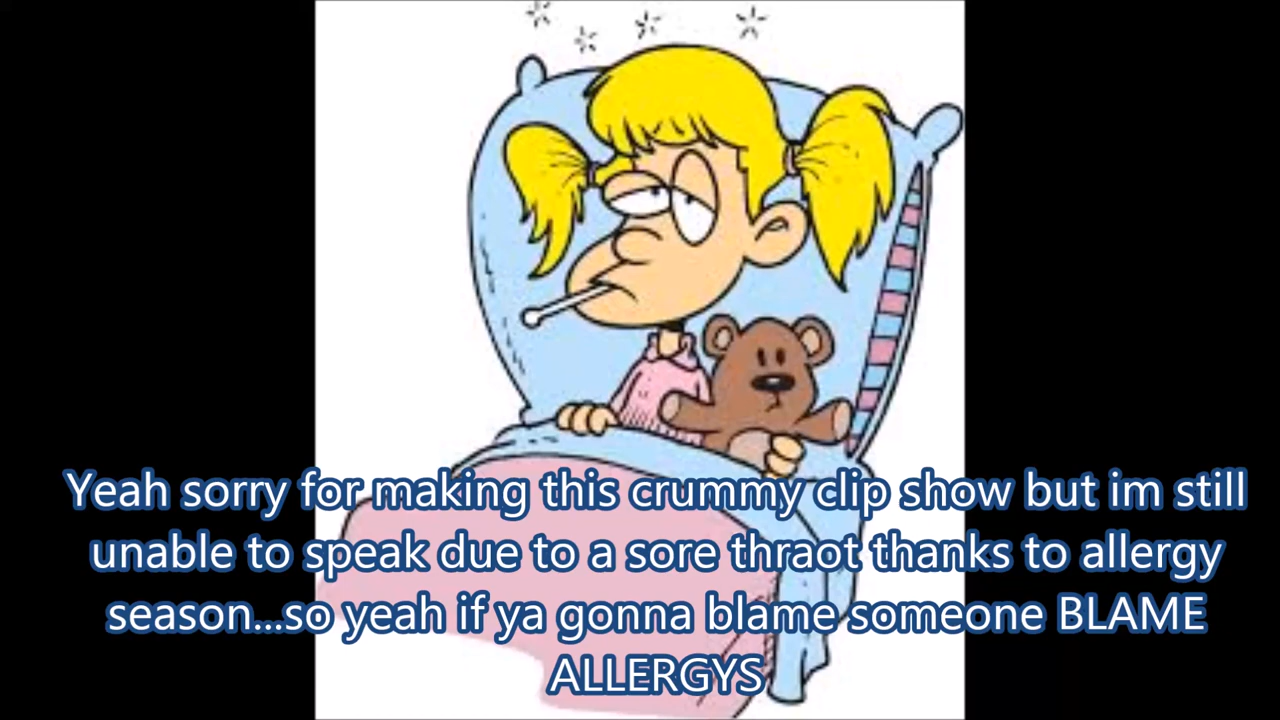 Yeah sorry for making this crummy clip show but im still
unable to speak due to a sore thraot thanks to allergy
season...so yeah if ya gonna blame someone BLAME
ALLERGYS